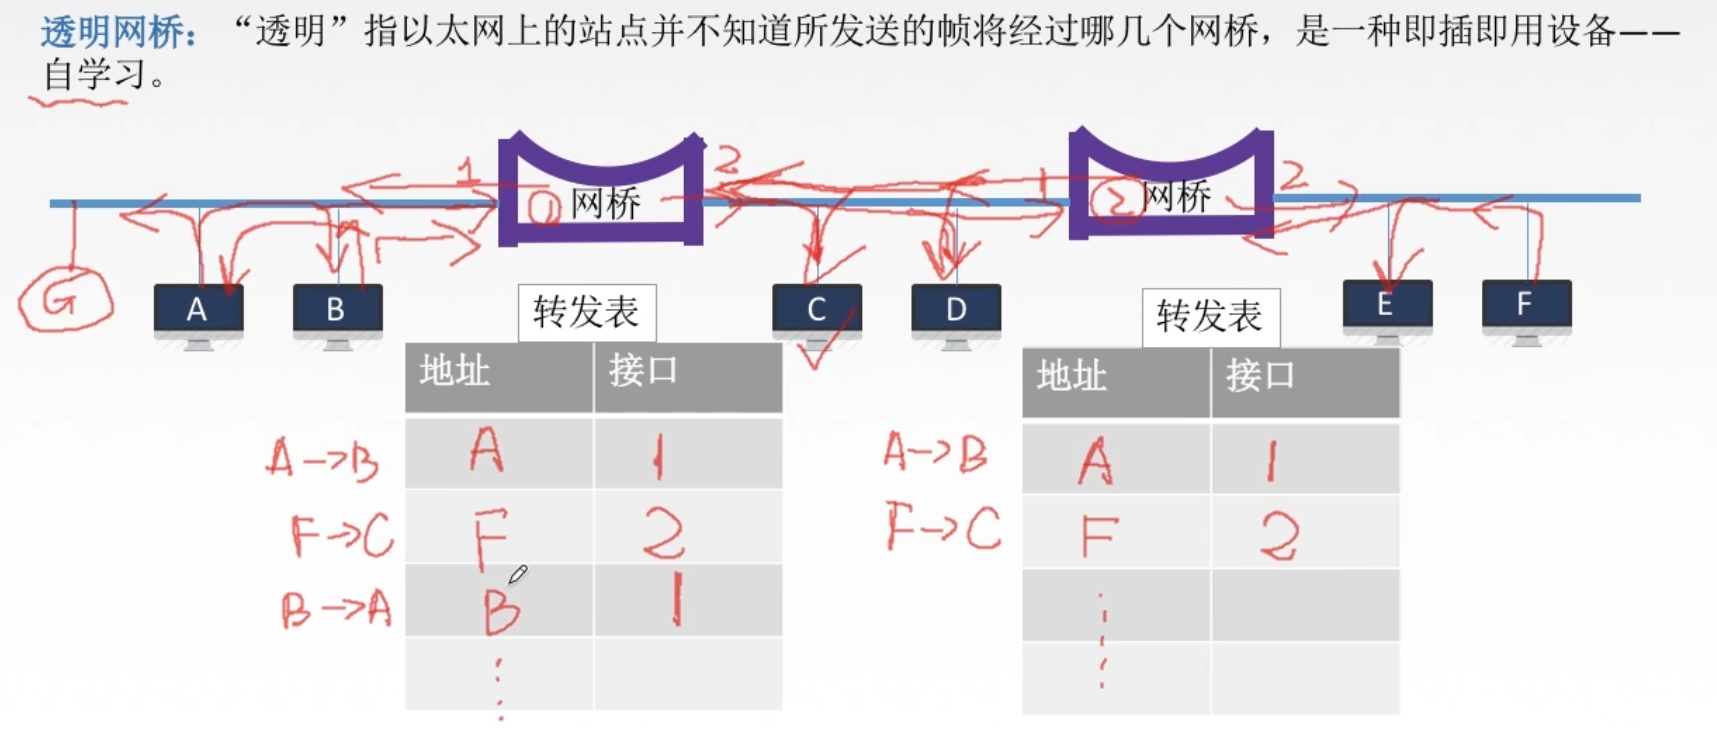 透明网桥：“透明”指以太网上的站点并不知道所发送的帧将经过哪几个网桥，是一种即插即用设备——
自学习。
1 ① 网桥 2 1 ② 网桥 2
G A B 转发表 C D 转发表 E F
地址 接口 地址 接口
A→B A 1 A→B A 1
F→C F 2 F→C F 2
B→A B 1